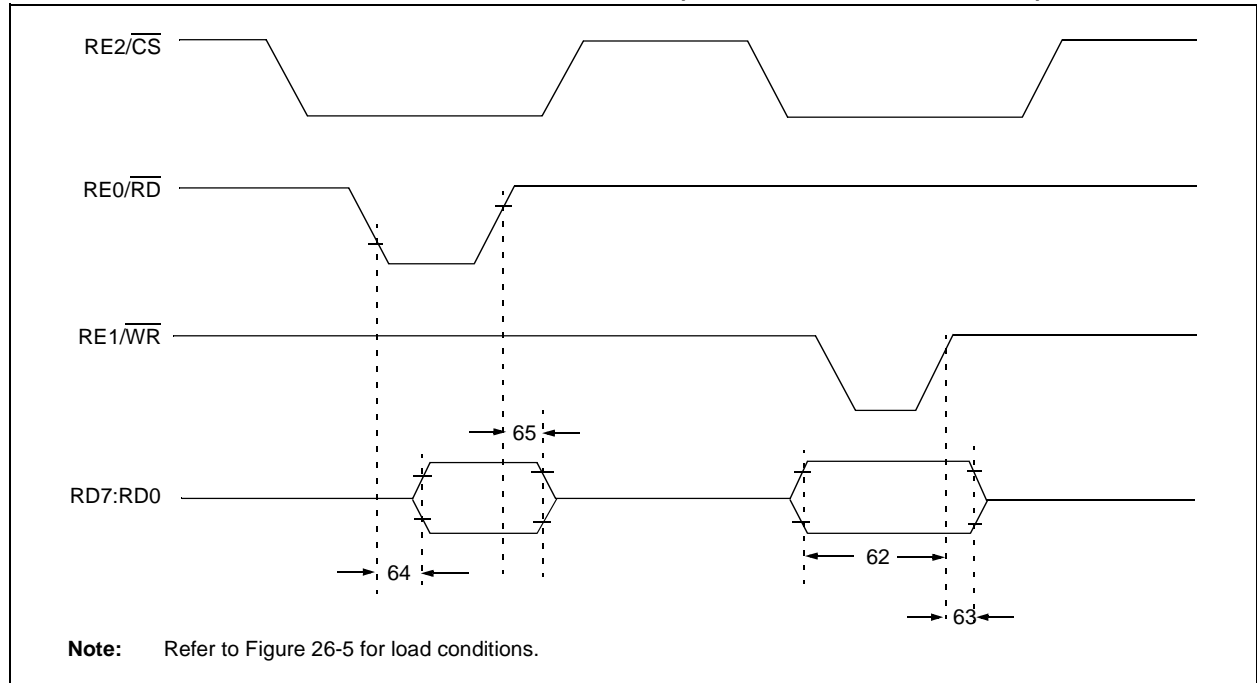 RE2/CS
RE0/RD
RE1/WR
65
RD7:RD0
62
64
63
Note: Refer to Figure 26-5 for load conditions.